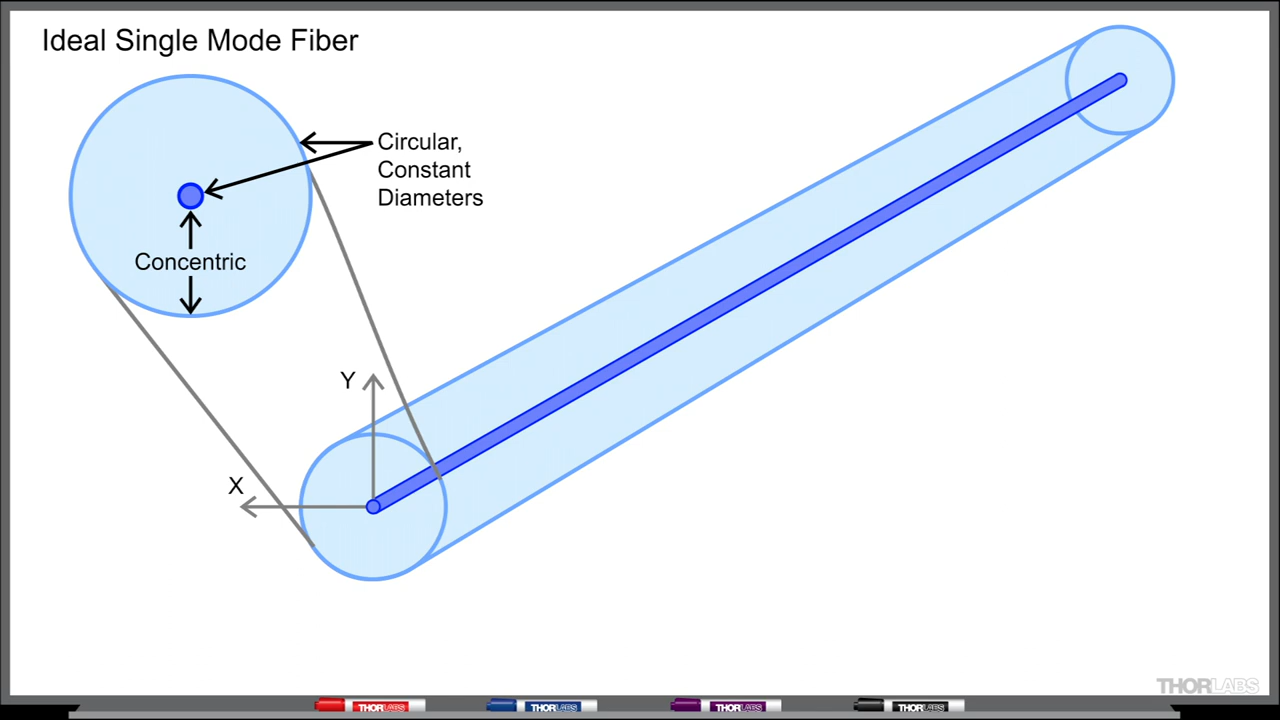 Ideal Single Mode Fiber
Circular,
Constant
Diameters
Concentric
Y
X
THORLABS
THORLABS
THORLABS
THORLABS
THORLABS